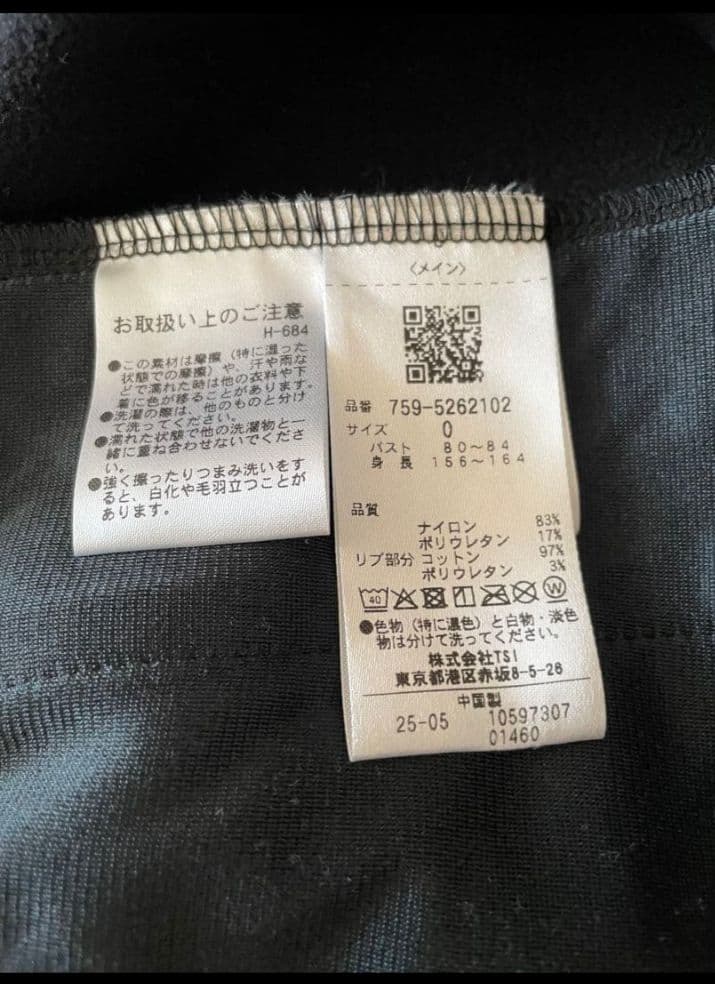 お取扱い上のご注意
H-684
●この素材は摩擦（特に湿った
状態での摩擦）や、汗や雨な
どで濡れた時は他の衣料や下
着に色が移ることがあります。
●洗濯の際は、他のものと分け
て洗ってください。
●濡れた状態で他の洗濯物と一
緒に重ね合わせないでくださ
い。
●強く擦ったりつまみ洗いをす
ると、白化や毛羽立つことが
あります。
〈メイン〉
品番 759-5262102
サイズ 0
バスト 80～84
身長 156～164
品質
ナイロン 83%
ポリウレタン 17%
リブ部分 コットン 97%
ポリウレタン 3%
40
W
●色物（特に濃色）と白物・淡色
物は分けて洗ってください。
株式会社TSI
東京都港区赤坂8-5-26
中国製
25-05 10597307
01460